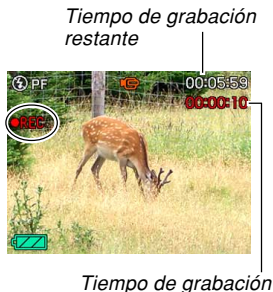 Tiempo de grabación
restante
PF
00:05:59
00:00:10
REC
Tiempo de grabación